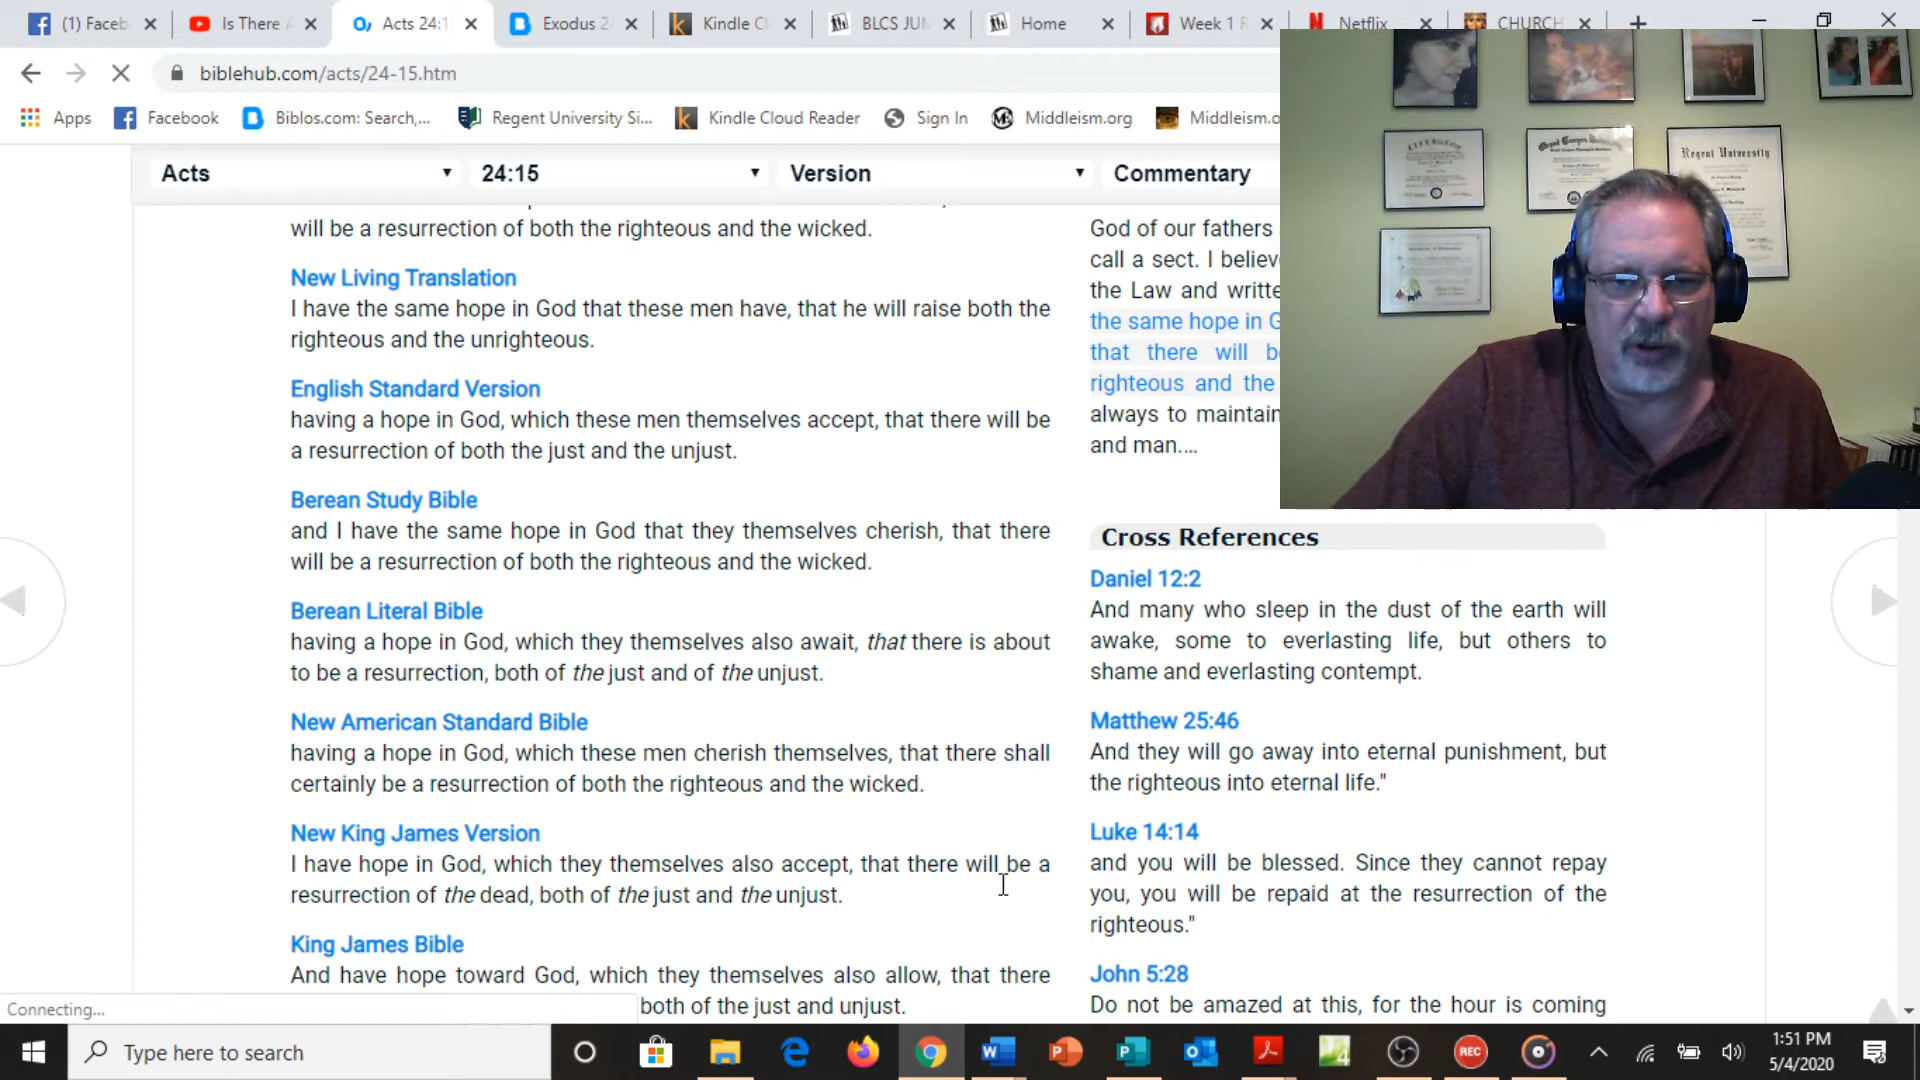 (1) Faceb
Is There
Acts 24:1
Exodus 24
Kindle Cl
BLCS JUM
Home
Week 1 R
Netflix
CHURCH
biblehub.com/acts/24-15.htm
Apps
Facebook
Biblos.com: Search,...
Regent University Si...
Kindle Cloud Reader
Sign In
Middleism.org
Middleism.o
Acts
24:15
Version
Commentary
will be a resurrection of both the righteous and the wicked.
New Living Translation
I have the same hope in God that these men have, that he will raise both the
righteous and the unrighteous.
English Standard Version
having a hope in God, which these men themselves accept, that there will be
a resurrection of both the just and the unjust.
Berean Study Bible
and I have the same hope in God that they themselves cherish, that there
will be a resurrection of both the righteous and the wicked.
Berean Literal Bible
having a hope in God, which they themselves also await, that there is about
to be a resurrection, both of the just and of the unjust.
New American Standard Bible
having a hope in God, which these men cherish themselves, that there shall
certainly be a resurrection of both the righteous and the wicked.
New King James Version
I have hope in God, which they themselves also accept, that there will be a
resurrection of the dead, both of the just and the unjust.
King James Bible
And have hope toward God, which they themselves also allow, that there
both of the just and unjust.
God of our fathers
call a sect. I believ
the Law and writte
the same hope in G
that there will b
righteous and the
always to maintain
and man....
Cross References
Daniel 12:2
And many who sleep in the dust of the earth will
awake, some to everlasting life, but others to
shame and everlasting contempt.
Matthew 25:46
And they will go away into eternal punishment, but
the righteous into eternal life."
Luke 14:14
and you will be blessed. Since they cannot repay
you, you will be repaid at the resurrection of the
righteous."
John 5:28
Do not be amazed at this, for the hour is coming
Regent University
Connecting...
Type here to search
REC
1:51 PM
5/4/2020